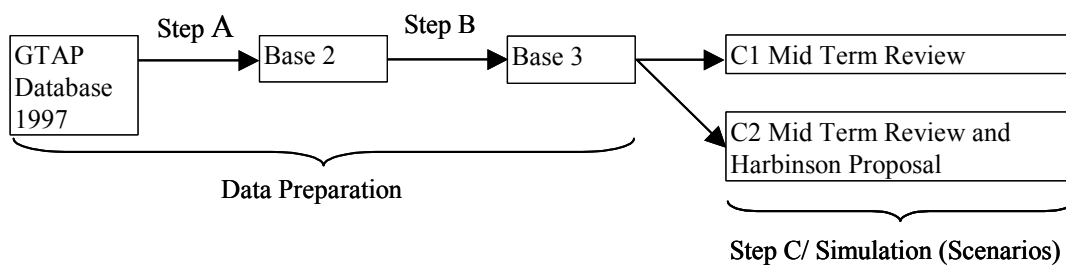 Step A
Step B
GTAP
Database
1997
Base 2
Base 3
C1 Mid Term Review
C2 Mid Term Review and
Harbinson Proposal
Data Preparation
Step C/ Simulation (Scenarios)